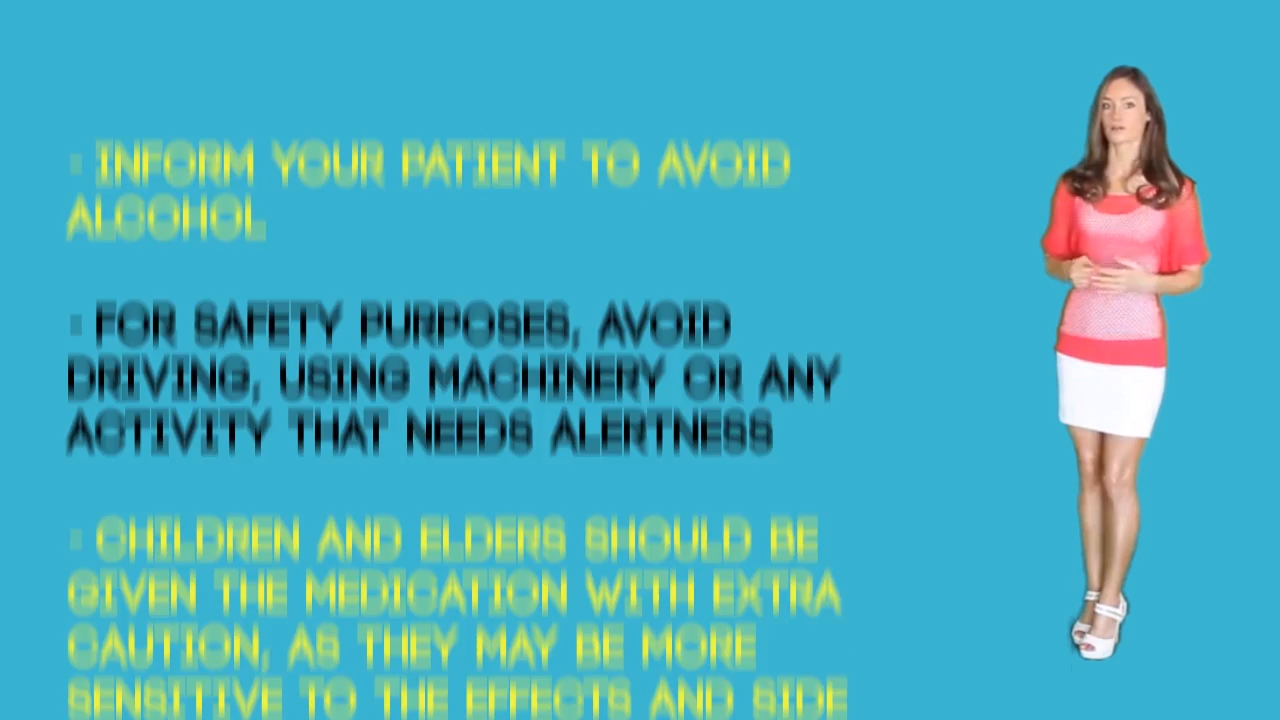 · INFORM YOUR PATIENT TO AVOID
ALCOHOL
· FOR SAFETY PURPOSES, AVOID
DRIVING, USING MACHINERY OR ANY
ACTIVITY THAT NEEDS ALERTNESS
· CHILDREN AND ELDERS SHOULD BE
GIVEN THE MEDICATION WITH EXTRA
CAUTION, AS THEY MAY BE MORE
SENSITIVE TO THE EFFECTS AND SIDE